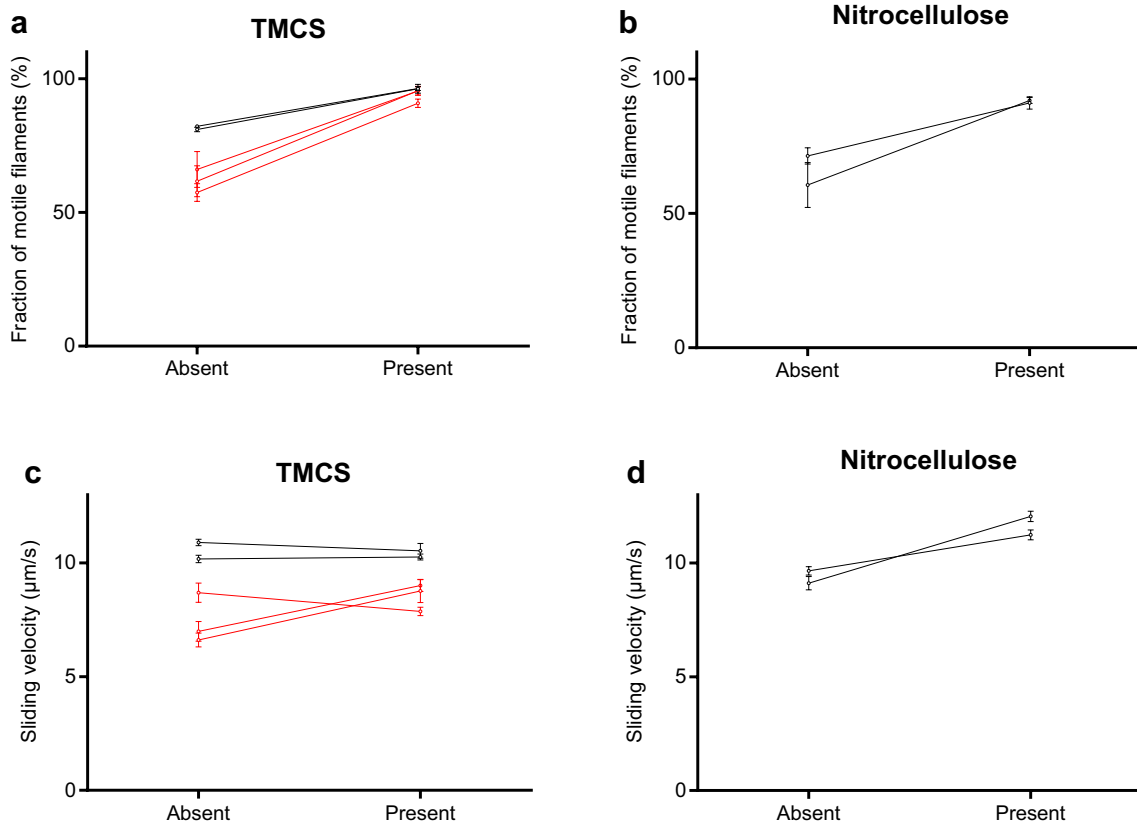 a
TMCS
Fraction of motile filaments (%)
100
50
0
Absent Present
b
Nitrocellulose
Fraction of motile filaments (%)
100
50
0
Absent Present
c
TMCS
Sliding velocity (µm/s)
10
5
0
Absent Present
d
Nitrocellulose
Sliding velocity (µm/s)
10
5
0
Absent Present